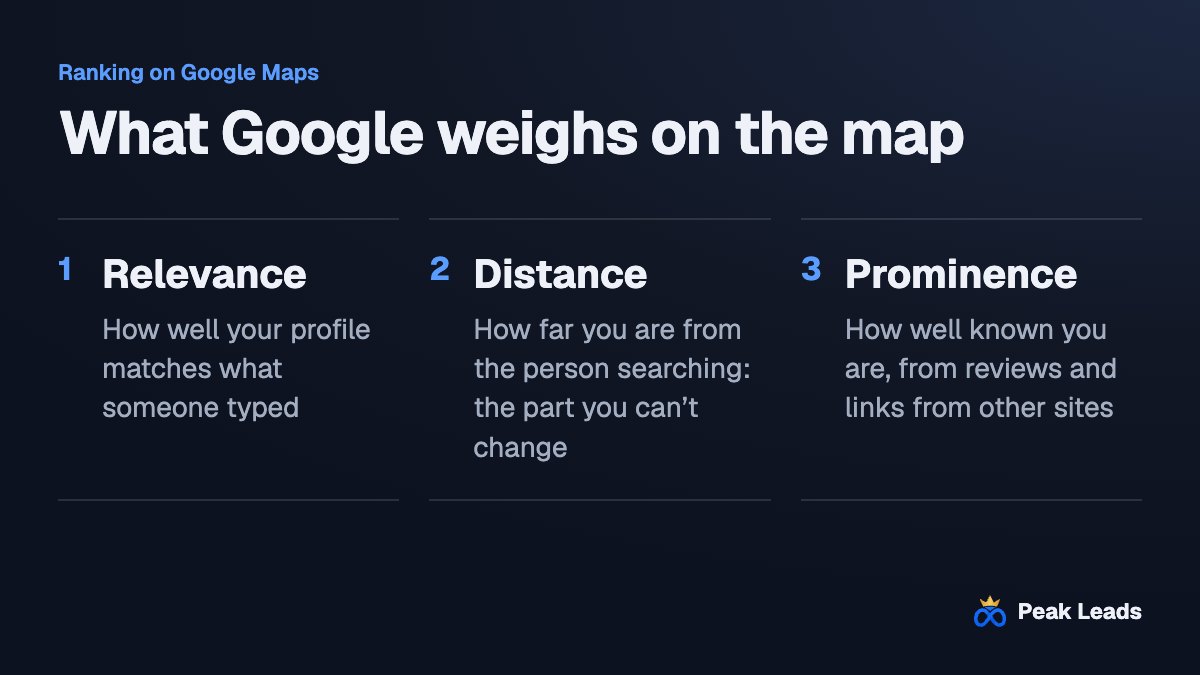 Ranking on Google Maps
What Google weighs on the map
1 Relevance
How well your profile
matches what
someone typed
2 Distance
How far you are from
the person searching:
the part you can’t
change
3 Prominence
How well known you
are, from reviews and
links from other sites
Peak Leads